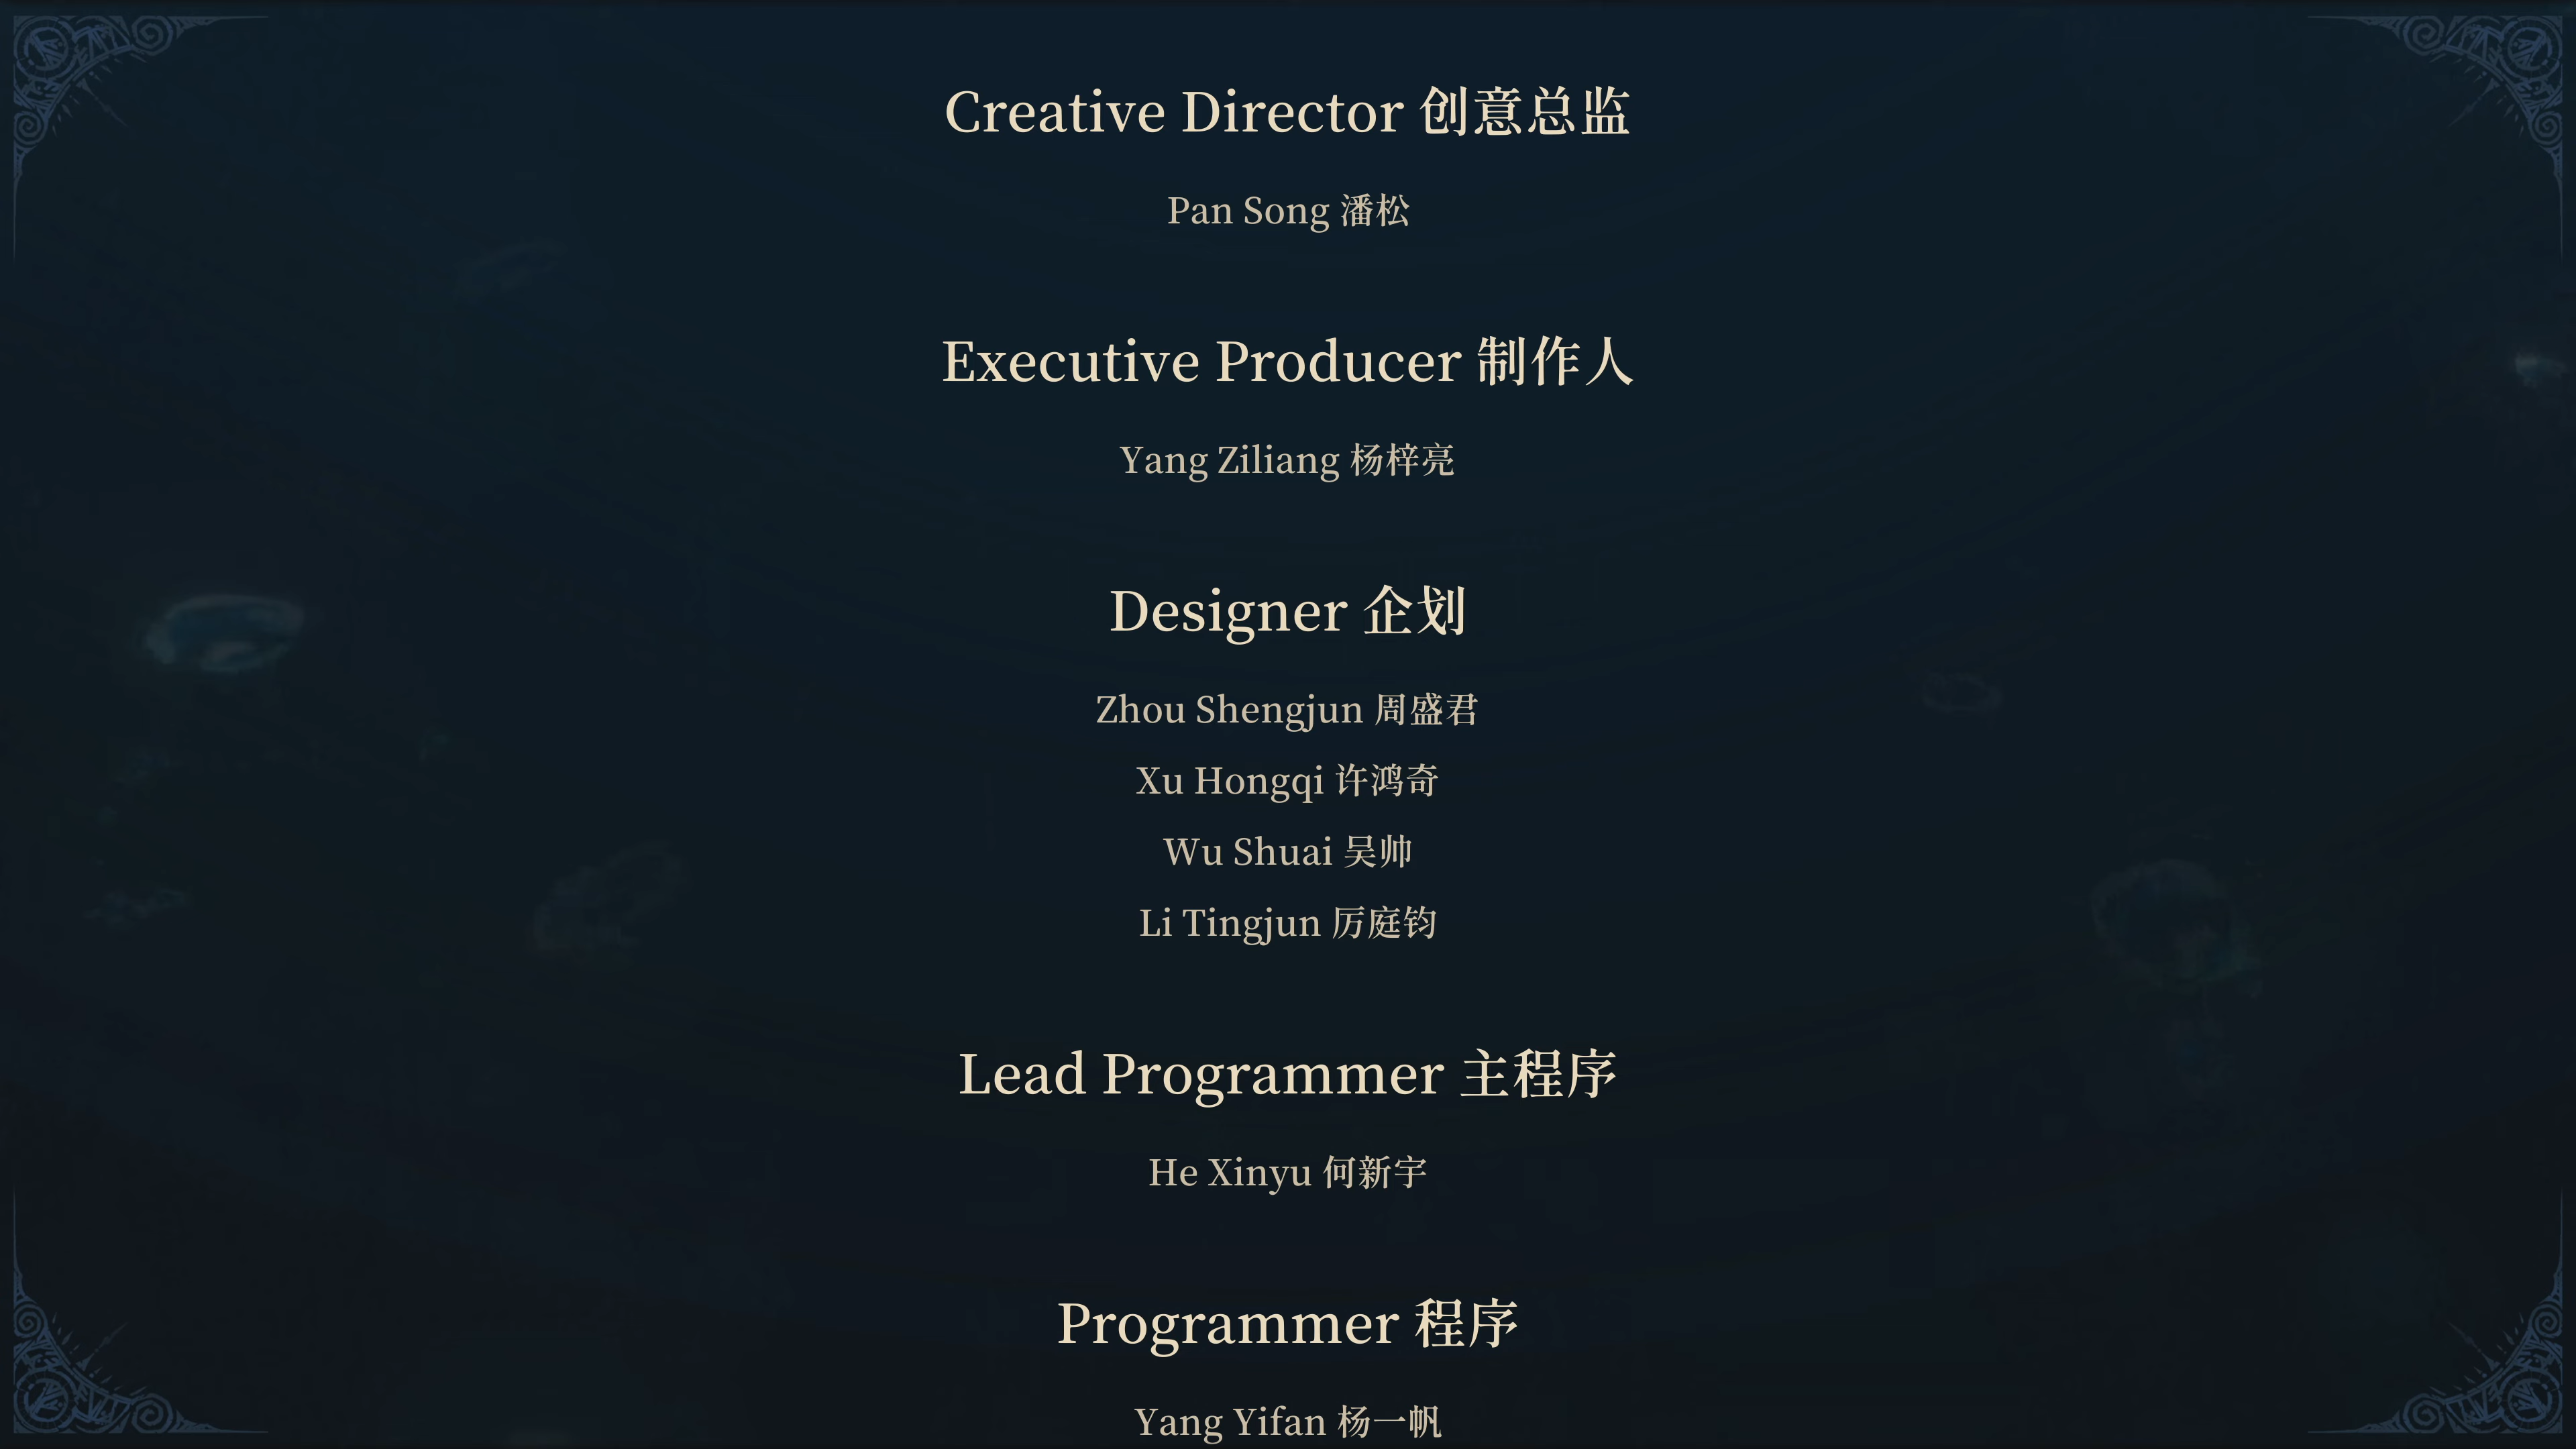 Creative Director 创意总监
Pan Song 潘松
Executive Producer 制作人
Yang Ziliang 杨梓亮
Designer 企划
Zhou Shengjun 周盛君
Xu Hongqi 许鸿奇
Wu Shuai 吴帅
Li Tingjun 厉庭钧
Lead Programmer 主程序
He Xinyu 何新宇
Programmer 程序
Yang Yifan 杨一帆